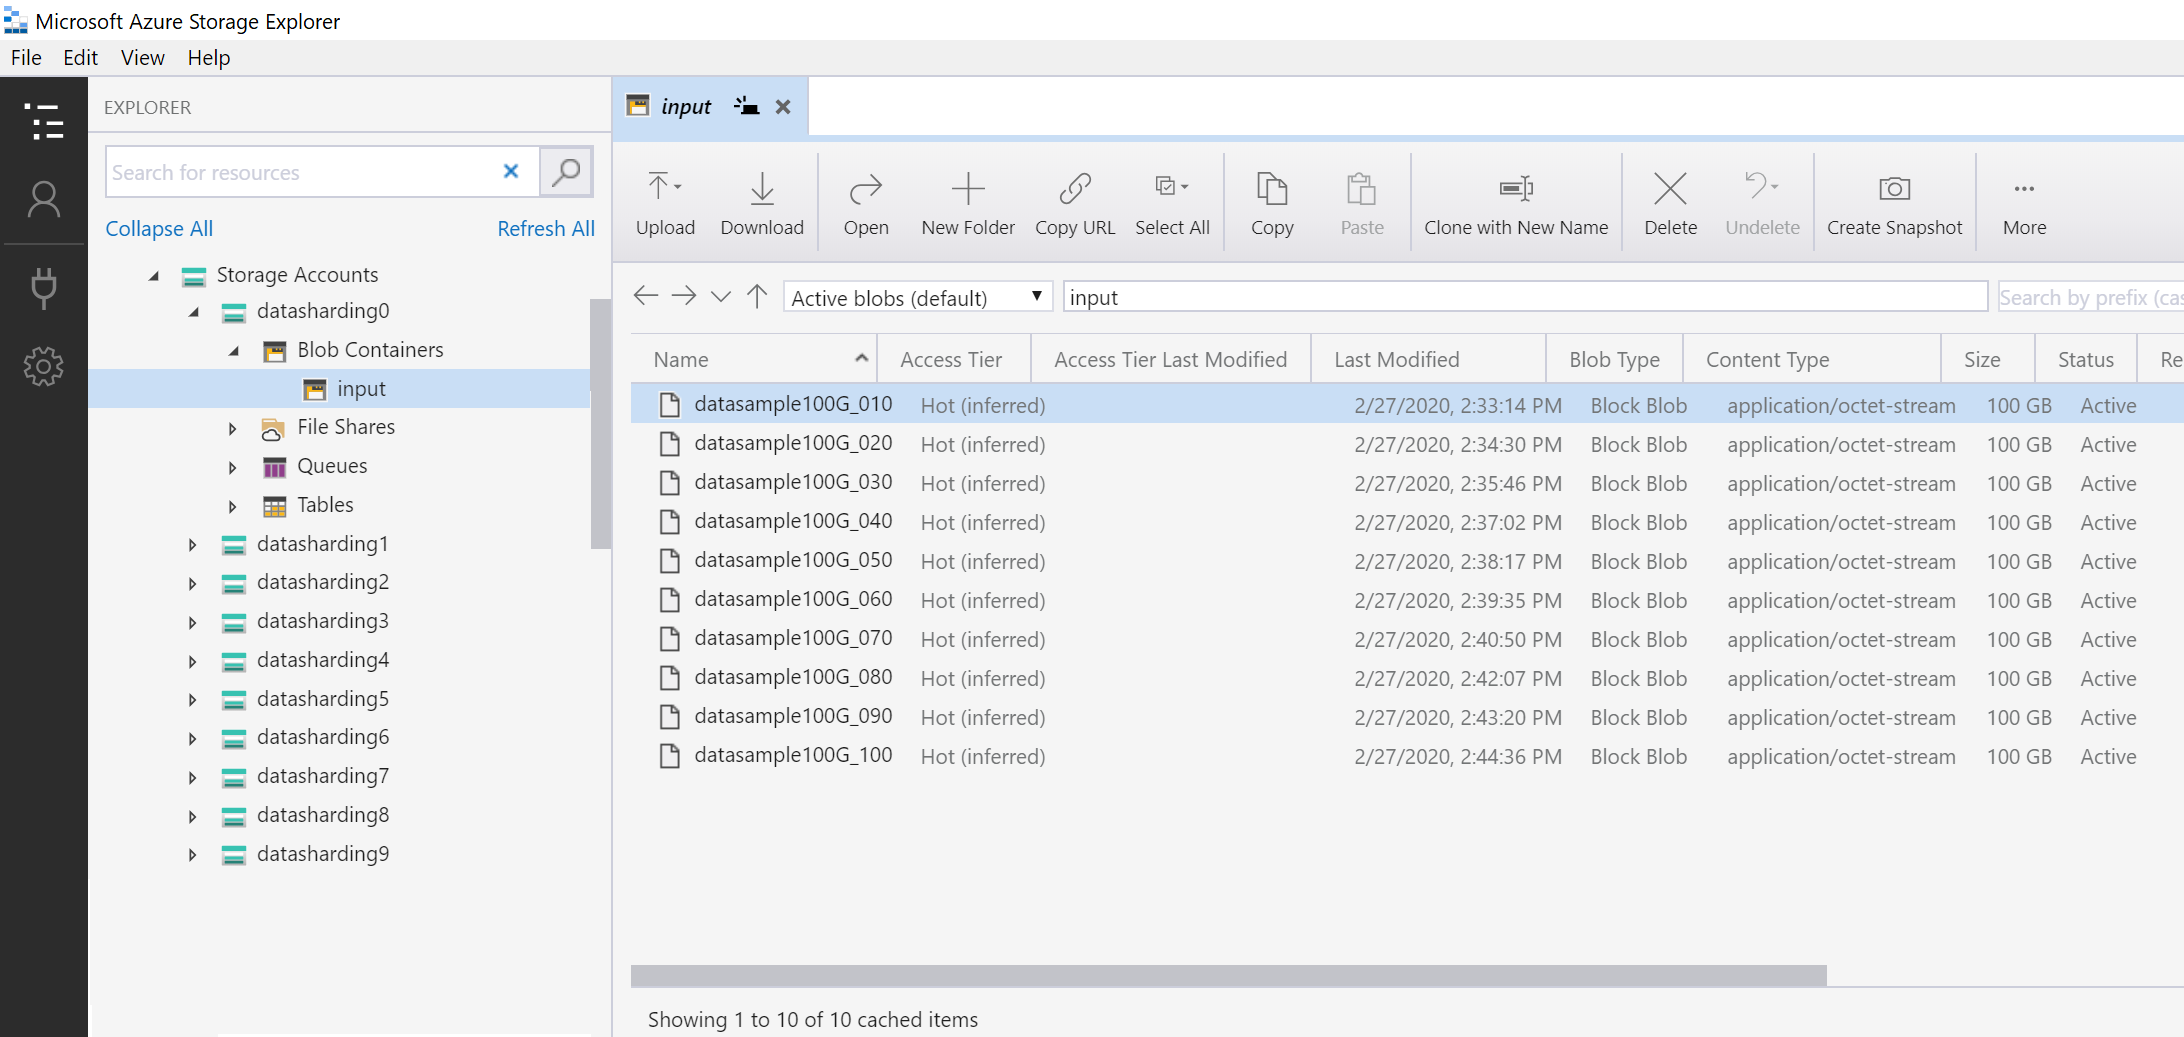 Microsoft Azure Storage Explorer
File Edit View Help
EXPLORER
Search for resources
Collapse All Refresh All
Storage Accounts
datasharding0
Blob Containers
input
File Shares
Queues
Tables
datasharding1
datasharding2
datasharding3
datasharding4
datasharding5
datasharding6
datasharding7
datasharding8
datasharding9
input
Upload Download Open New Folder Copy URL Select All Copy Paste Clone with New Name Delete Undelete Create Snapshot More
Active blobs (default) input Search by prefix (cas
Name Access Tier Access Tier Last Modified Last Modified Blob Type Content Type Size Status Re
datasample100G_010 Hot (inferred) 2/27/2020, 2:33:14 PM Block Blob application/octet-stream 100 GB Active
datasample100G_020 Hot (inferred) 2/27/2020, 2:34:30 PM Block Blob application/octet-stream 100 GB Active
datasample100G_030 Hot (inferred) 2/27/2020, 2:35:46 PM Block Blob application/octet-stream 100 GB Active
datasample100G_040 Hot (inferred) 2/27/2020, 2:37:02 PM Block Blob application/octet-stream 100 GB Active
datasample100G_050 Hot (inferred) 2/27/2020, 2:38:17 PM Block Blob application/octet-stream 100 GB Active
datasample100G_060 Hot (inferred) 2/27/2020, 2:39:35 PM Block Blob application/octet-stream 100 GB Active
datasample100G_070 Hot (inferred) 2/27/2020, 2:40:50 PM Block Blob application/octet-stream 100 GB Active
datasample100G_080 Hot (inferred) 2/27/2020, 2:42:07 PM Block Blob application/octet-stream 100 GB Active
datasample100G_090 Hot (inferred) 2/27/2020, 2:43:20 PM Block Blob application/octet-stream 100 GB Active
datasample100G_100 Hot (inferred) 2/27/2020, 2:44:36 PM Block Blob application/octet-stream 100 GB Active
Showing 1 to 10 of 10 cached items